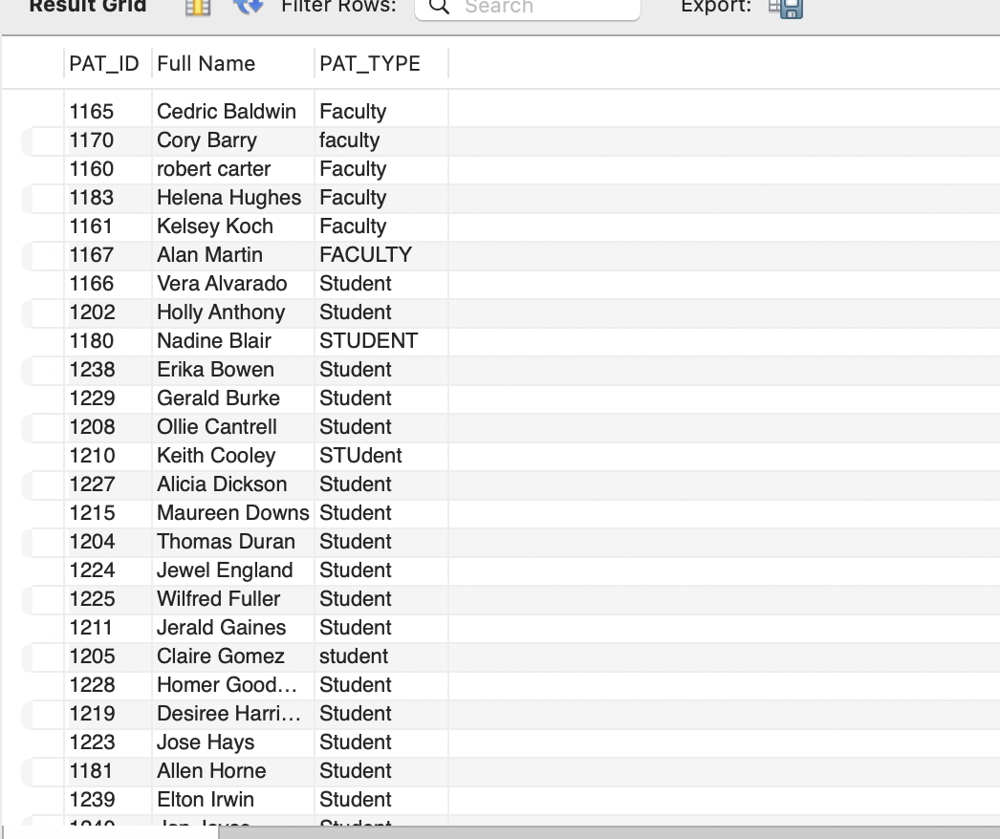 Result Grid Filter Rows: Search Export:
PAT_ID Full Name PAT_TYPE
1165 Cedric Baldwin Faculty
1170 Cory Barry faculty
1160 robert carter Faculty
1183 Helena Hughes Faculty
1161 Kelsey Koch Faculty
1167 Alan Martin FACULTY
1166 Vera Alvarado Student
1202 Holly Anthony Student
1180 Nadine Blair STUDENT
1238 Erika Bowen Student
1229 Gerald Burke Student
1208 Ollie Cantrell Student
1210 Keith Cooley STUdent
1227 Alicia Dickson Student
1215 Maureen Downs Student
1204 Thomas Duran Student
1224 Jewel England Student
1225 Wilfred Fuller Student
1211 Jerald Gaines Student
1205 Claire Gomez student
1228 Homer Good... Student
1219 Desiree Harri... Student
1223 Jose Hays Student
1181 Allen Horne Student
1239 Elton Irwin Student
Student